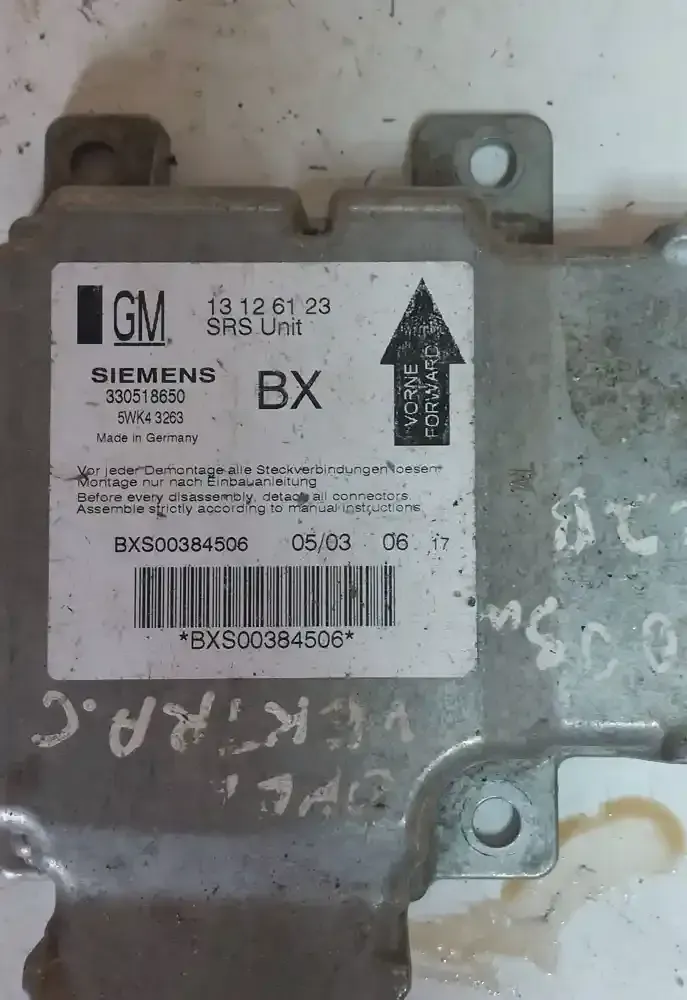 GM 13 12 61 23
SRS Unit
SIEMENS
330518650
5WK4 3263
Made in Germany
BX
VORNE
FORWARD
Vor jeder Demontage alle Steckverbindungen loesen
Montage nur nach Einbauanleitung
Before every disassembly, detach all connectors.
Assemble strictly according to manual instructions
BXS00384506 05/03 06 17
*BXS00384506*
VEKTRA.C
OPEL